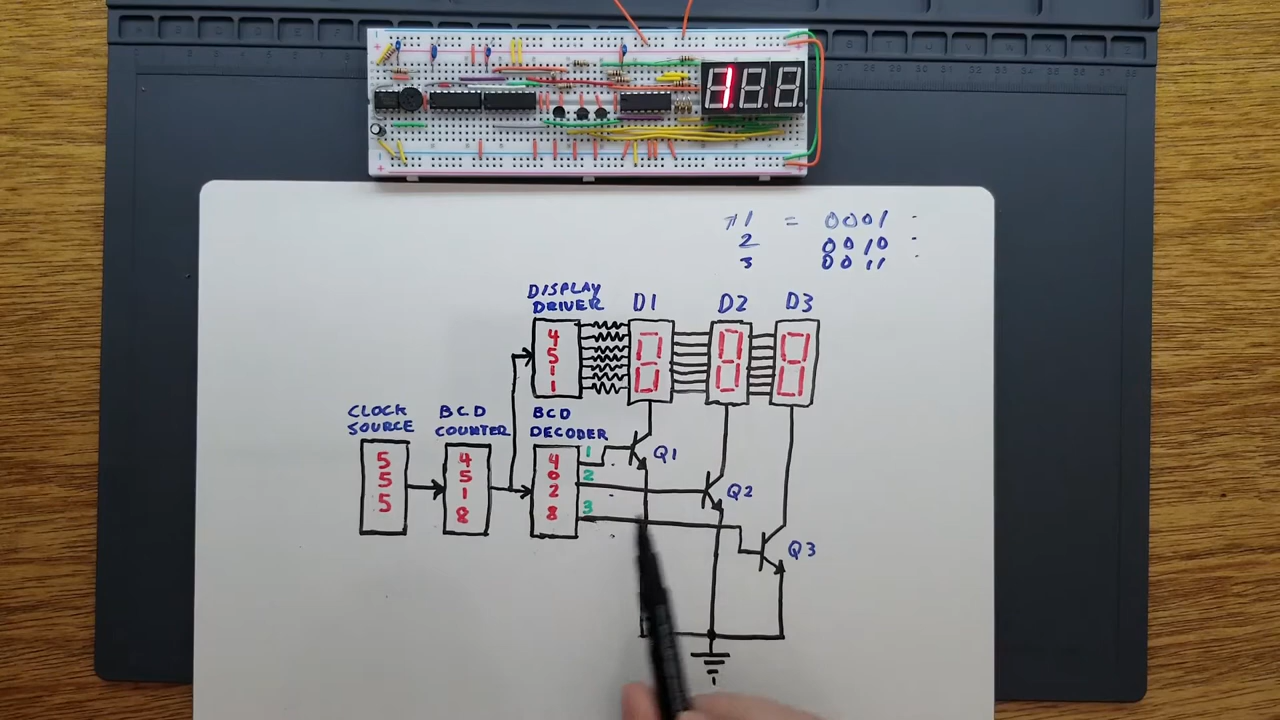 1 = 0001
2 0010
3 0011
DISPLAY
DRIVER
D1
D2
D3
4
5
1
1
CLOCK
SOURCE
BCD
COUNTER
BCD
DECODER
5
5
5
4
5
1
8
4
0
2
8
1
2
3
Q1
Q2
Q3